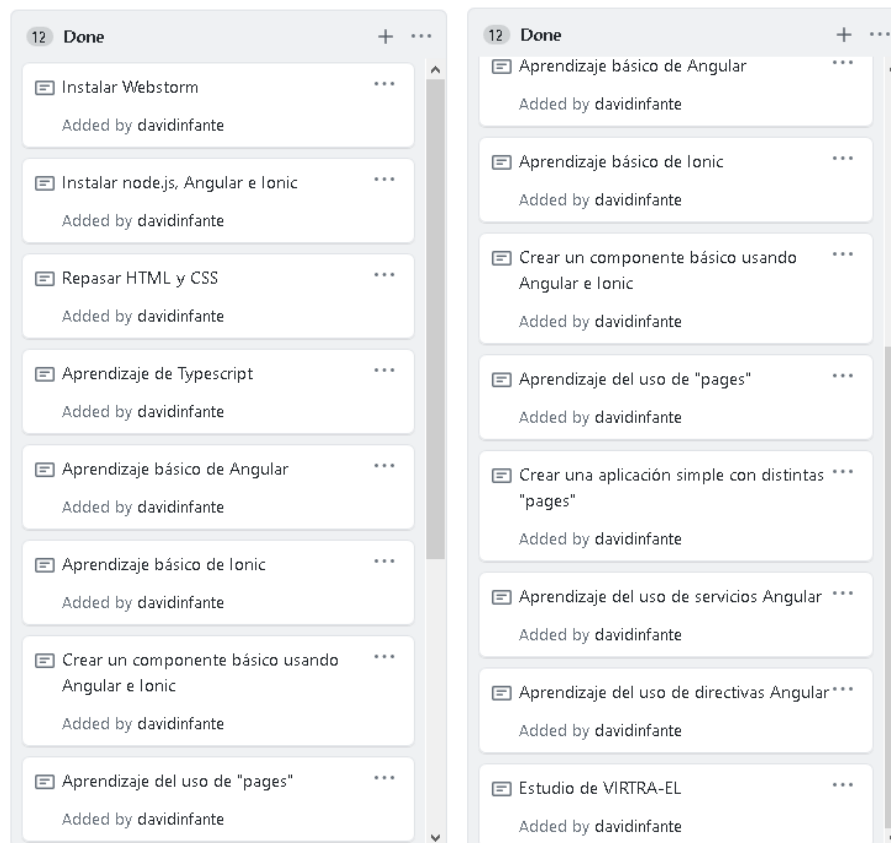 12 Done
Instalar Webstorm
Added by davidinfante
Instalar node.js, Angular e Ionic
Added by davidinfante
Repasar HTML y CSS
Added by davidinfante
Aprendizaje de Typescript
Added by davidinfante
Aprendizaje básico de Angular
Added by davidinfante
Aprendizaje básico de Ionic
Added by davidinfante
Crear un componente básico usando
Angular e Ionic
Added by davidinfante
Aprendizaje del uso de "pages"
Added by davidinfante
12 Done
Aprendizaje básico de Angular
Added by davidinfante
Aprendizaje básico de Ionic
Added by davidinfante
Crear un componente básico usando
Angular e Ionic
Added by davidinfante
Aprendizaje del uso de "pages"
Added by davidinfante
Crear una aplicación simple con distintas
"pages"
Added by davidinfante
Aprendizaje del uso de servicios Angular
Added by davidinfante
Aprendizaje del uso de directivas Angular
Added by davidinfante
Estudio de VIRTRA-EL
Added by davidinfante